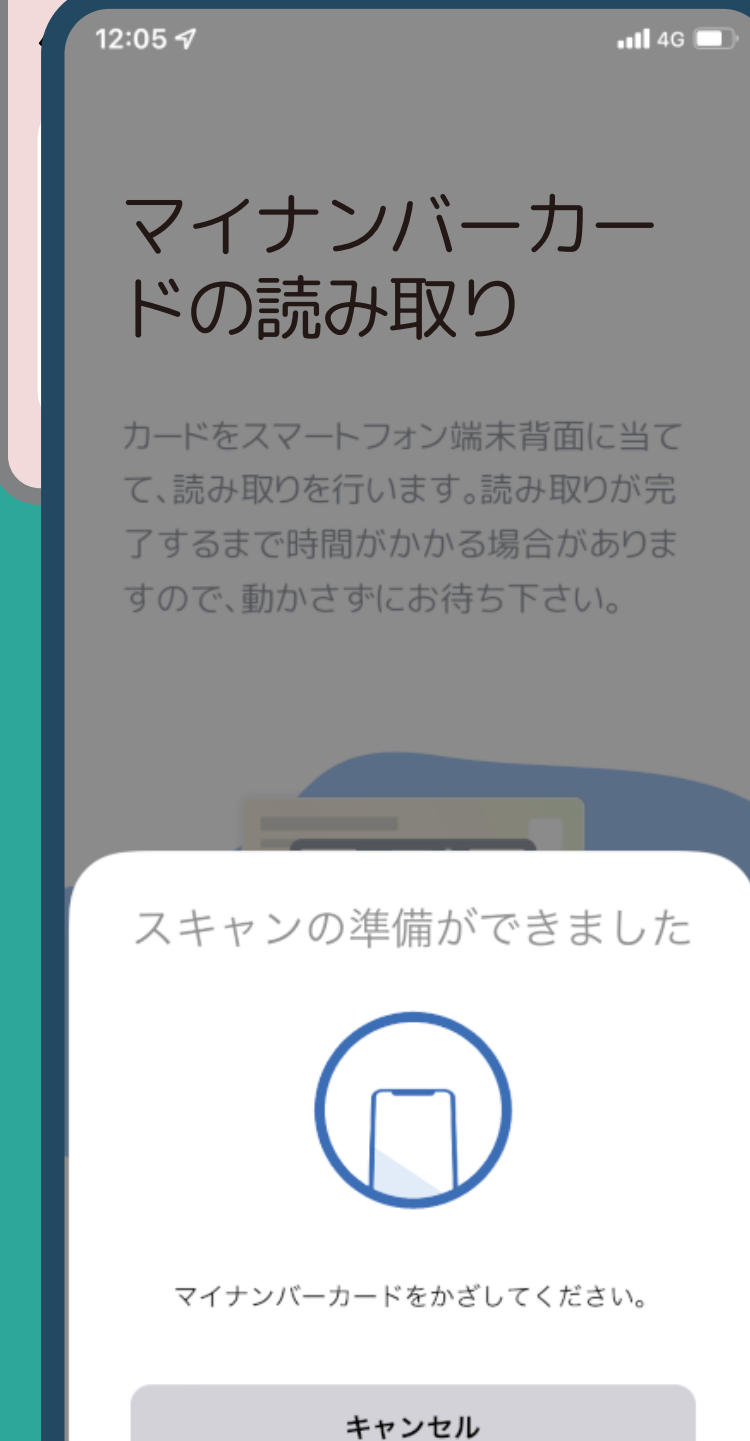 12:05
4G
マイナンバーカー
ドの読み取り
カードをスマートフォン端末背面に当て
て、読み取りを行います。読み取りが完
了するまで時間がかかる場合がありま
すので、動かさずにお待ち下さい。
スキャンの準備ができました
マイナンバーカードをかざしてください。
キャンセル